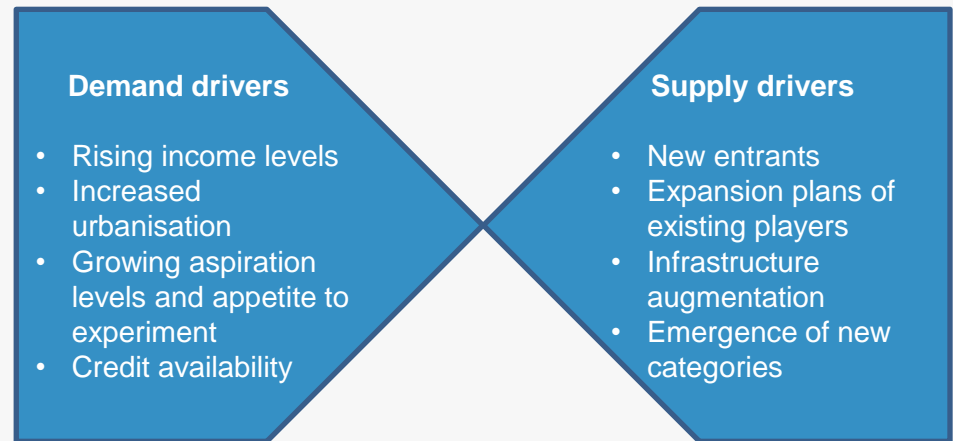 Demand drivers
• Rising income levels
• Increased
urbanisation
• Growing aspiration
levels and appetite to
experiment
• Credit availability
Supply drivers
• New entrants
• Expansion plans of
existing players
• Infrastructure
augmentation
• Emergence of new
categories